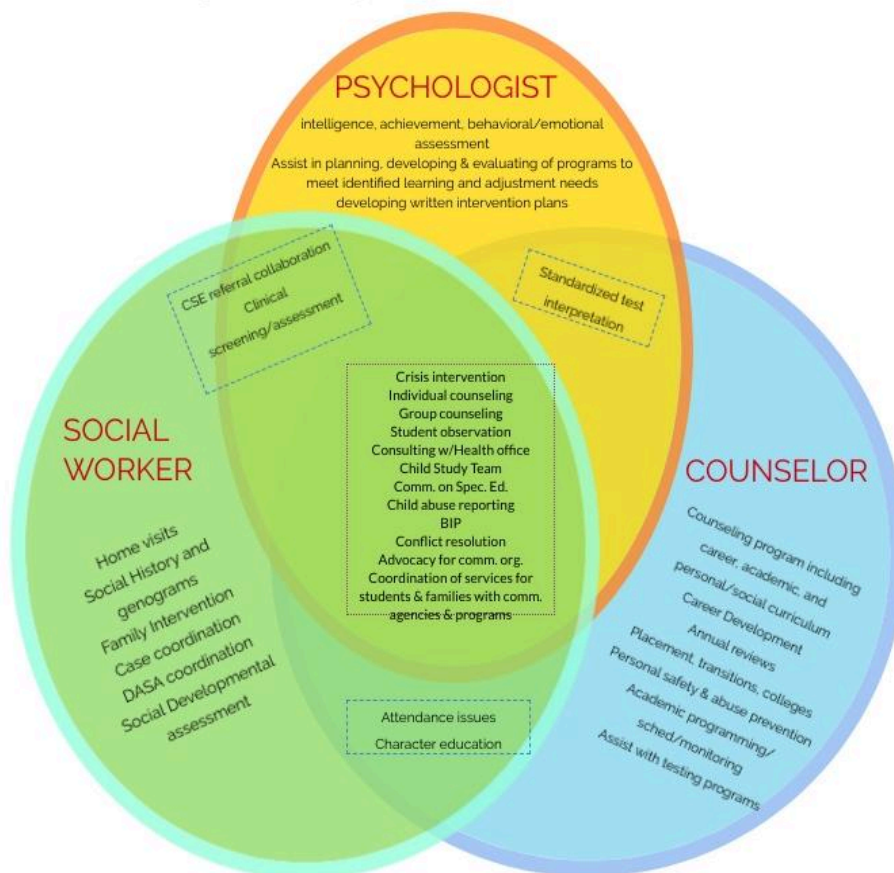 PSYCHOLOGIST
intelligence, achievement, behavioral/emotional
assessment
Assist in planning, developing & evaluating of programs to
meet identified learning and adjustment needs
developing written intervention plans
CSE referral collaboration
Clinical
screening/assessment
Standardized test
interpretation
Crisis intervention
Individual counseling
Group counseling
Student observation
Consulting w/Health office
Child Study Team
Comm. on Spec. Ed.
Child abuse reporting
BIP
Conflict resolution
Advocacy for comm. org.
Coordination of services for
students & families with comm.
agencies & programs
SOCIAL
WORKER
Home visits
Social History and
genograms
Family Intervention
Case coordination
DASA coordination
Social Developmental
assessment
COUNSELOR
Counseling program including
career, academic, and
personal/social curriculum
Career Development
Annual reviews
Placement, transitions, colleges
Personal safety & abuse prevention
Academic programming/
sched/monitoring
Assist with testing programs
Attendance issues
Character education